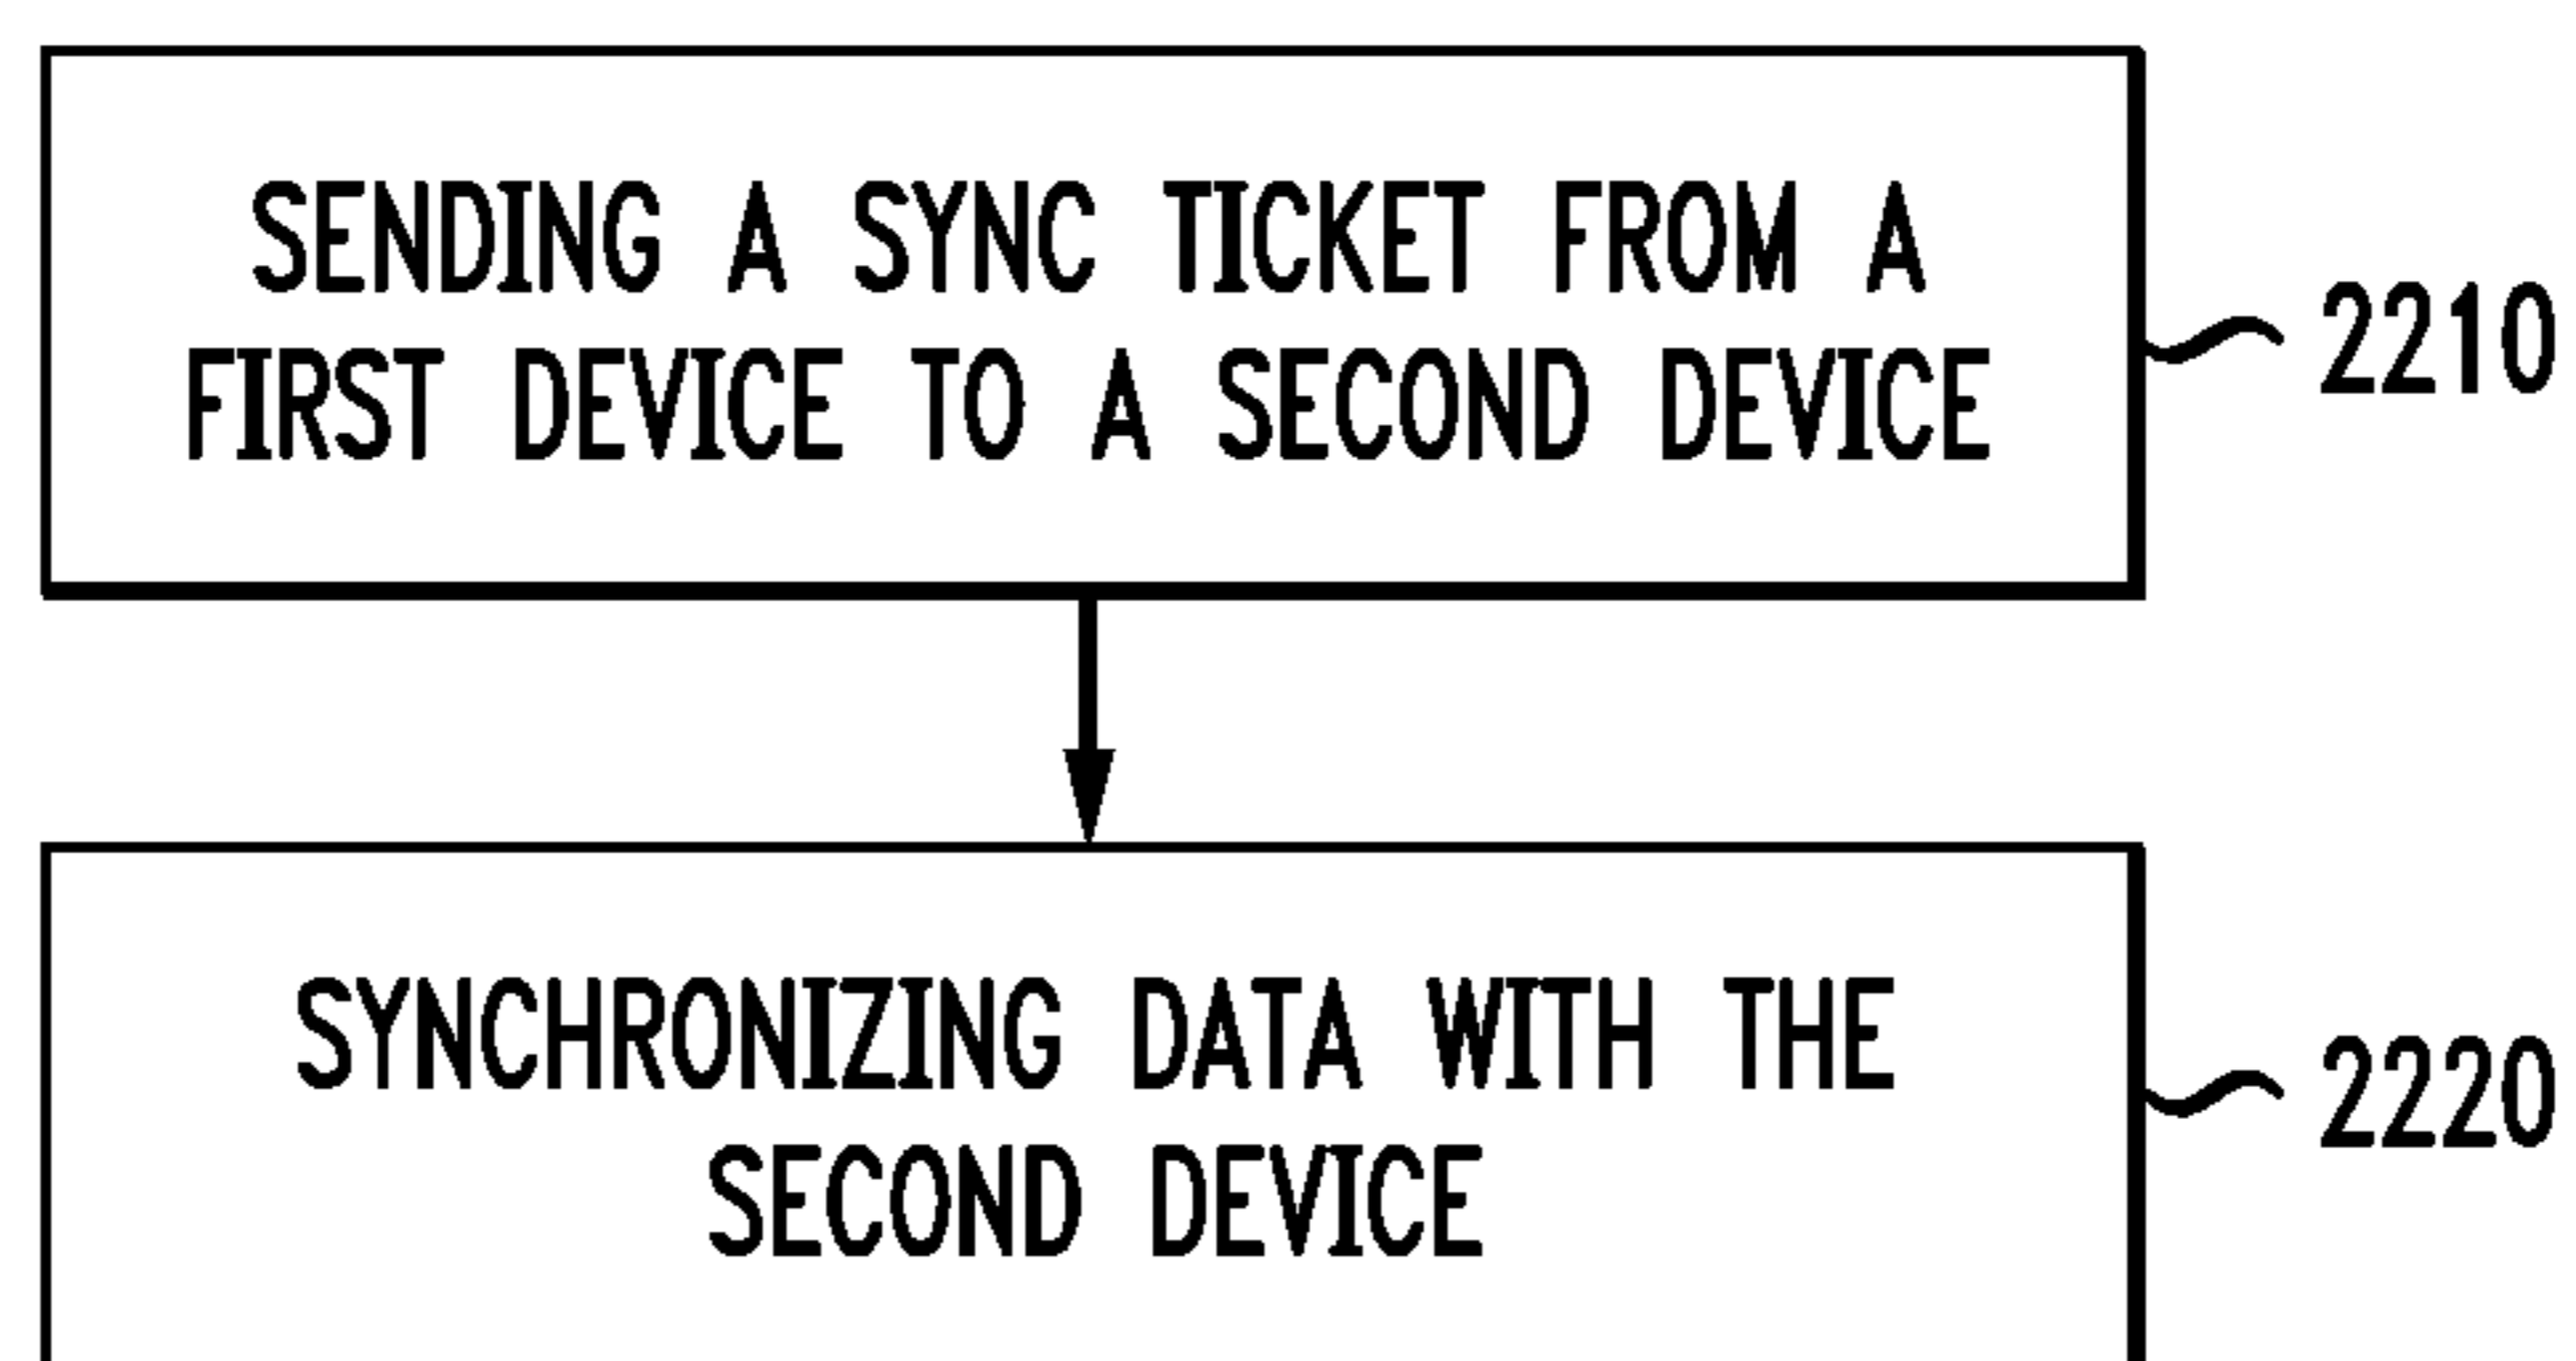 SENDING A SYNC TICKET FROM A
FIRST DEVICE TO A SECOND DEVICE
2210
SYNCHRONIZING DATA WITH THE
SECOND DEVICE
2220